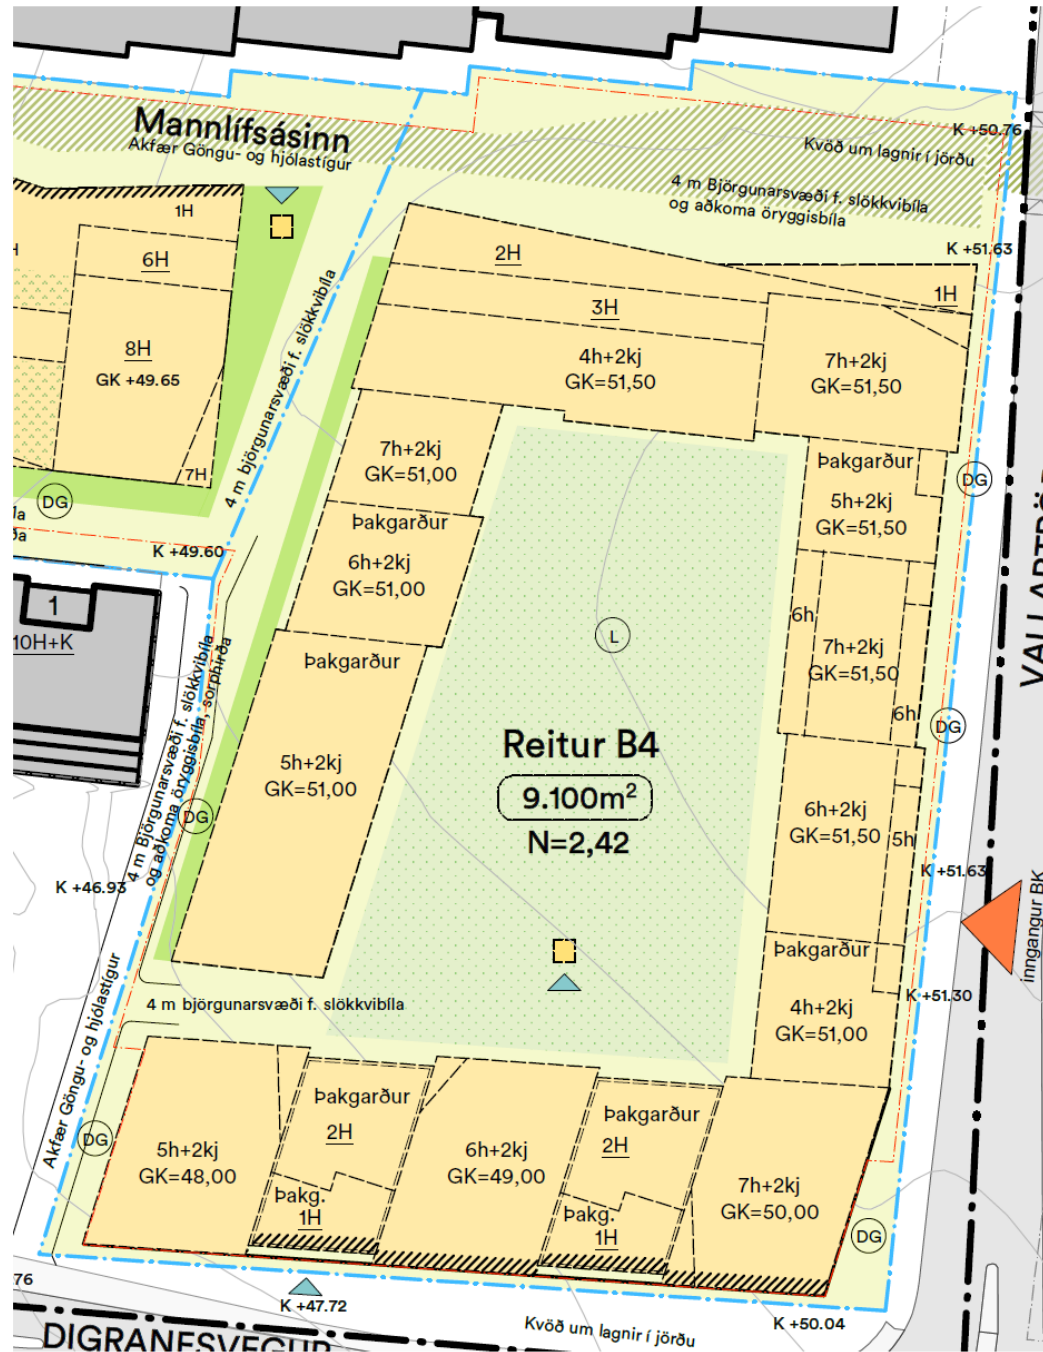 Mannlífsásinn
Akfær Göngu- og hjólastígur
K +50.76
Kvöð um lagnir í jörðu
4 m Björgunarsvæði f. slökkvibíla
og aðkoma öryggisbíla
1H
K +51.63
2H
6H
1H
3H
8H
GK +49.65
4h+2kj
GK=51,50
7h+2kj
GK=51,50
4 m björgunarsvæði f. slökkvibíla
7h+2kj
GK=51,00
Þakgarður
5h+2kj
GK=51,50
7H
DG
DG
Þakgarður
6h+2kj
GK=51,00
K +49.60
1
10H+K
6h
L
7h+2kj
GK=51,50
6h
Þakgarður
4 m Björgunarsvæði f. slökkvibíla
og aðkoma öryggisbíla, sorphirða
DG
Reitur B4
9.100m²
N=2,42
5h+2kj
GK=51,00
DG
6h+2kj
GK=51,50
5h
K +51.63
K +46.93
inngangur BK
Þakgarður
K +51.30
4h+2kj
GK=51,00
4 m björgunarsvæði f. slökkvibíla
Akfær Göngu- og hjólastígur
Þakgarður
2H
Þakgarður
2H
DG
5h+2kj
GK=48,00
6h+2kj
GK=49,00
7h+2kj
GK=50,00
Þakg.
1H
Þakg.
1H
DG
76
K +47.72
K +50.04
Kvöð um lagnir í jörðu